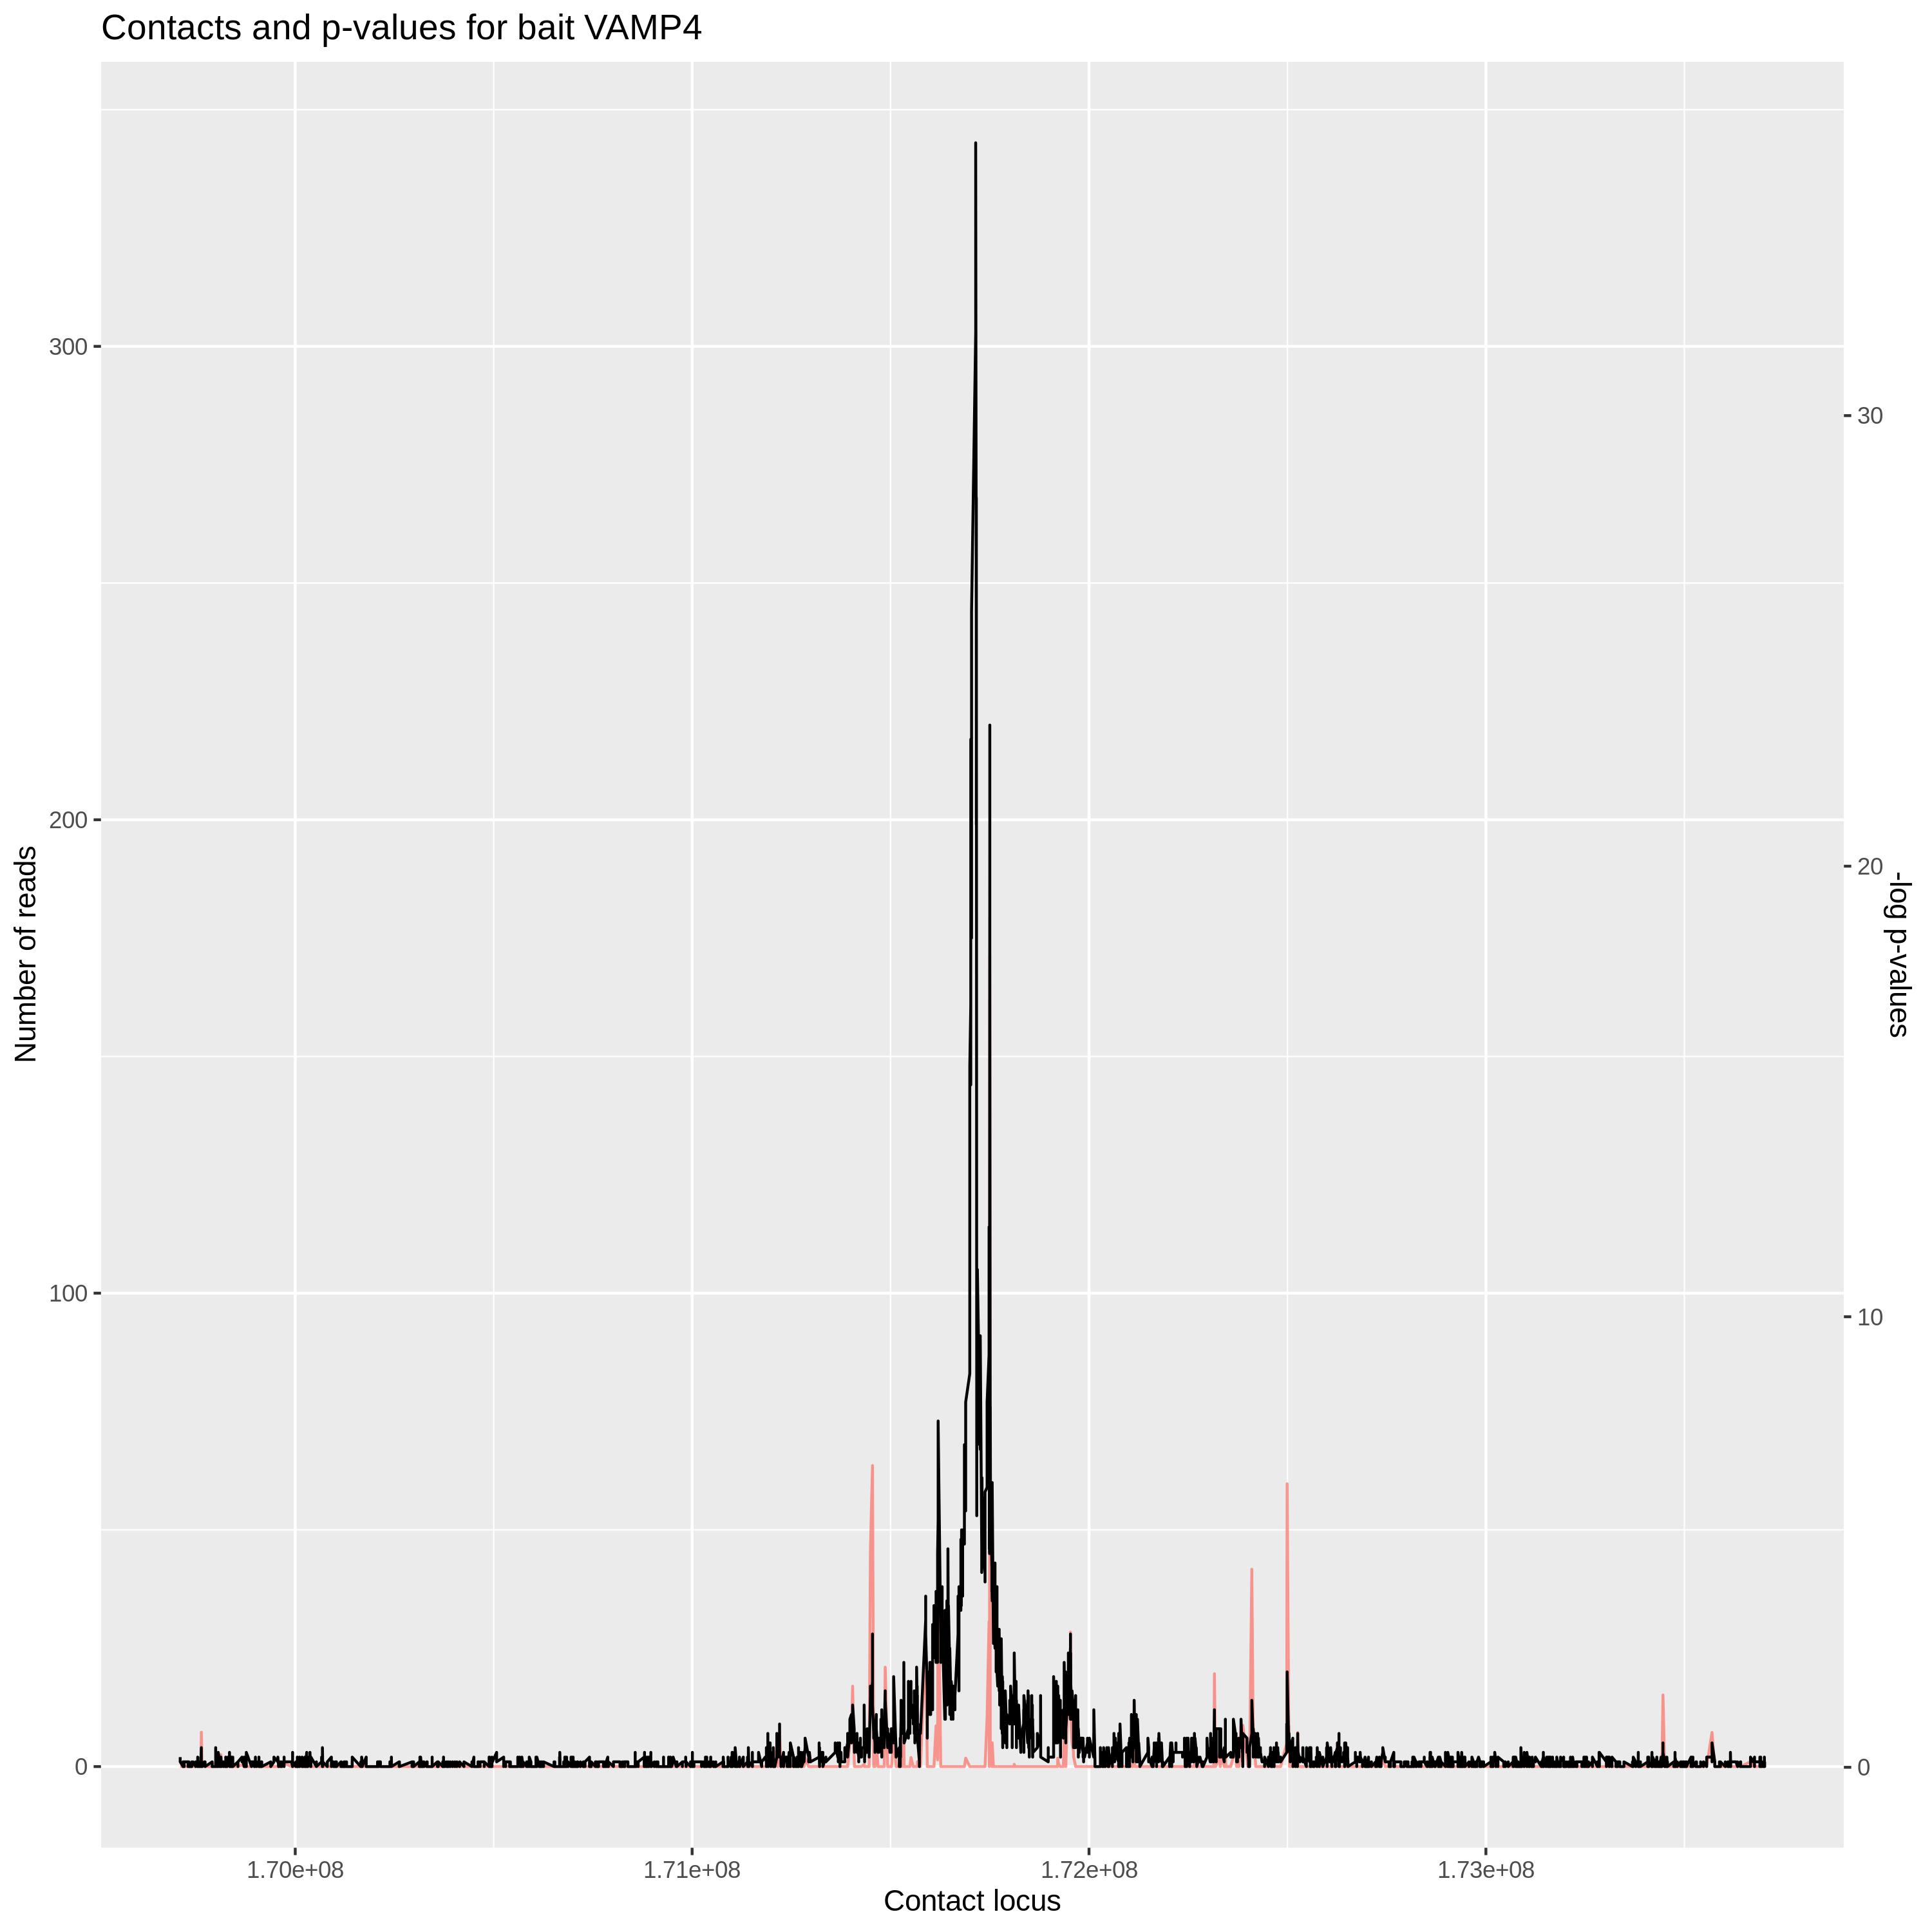 Contacts and p-values for bait VAMP4
300
200
100
0
30
20
10
0
Number of reads
-log p-values
1.70e+08
1.71e+08
1.72e+08
1.73e+08
Contact locus